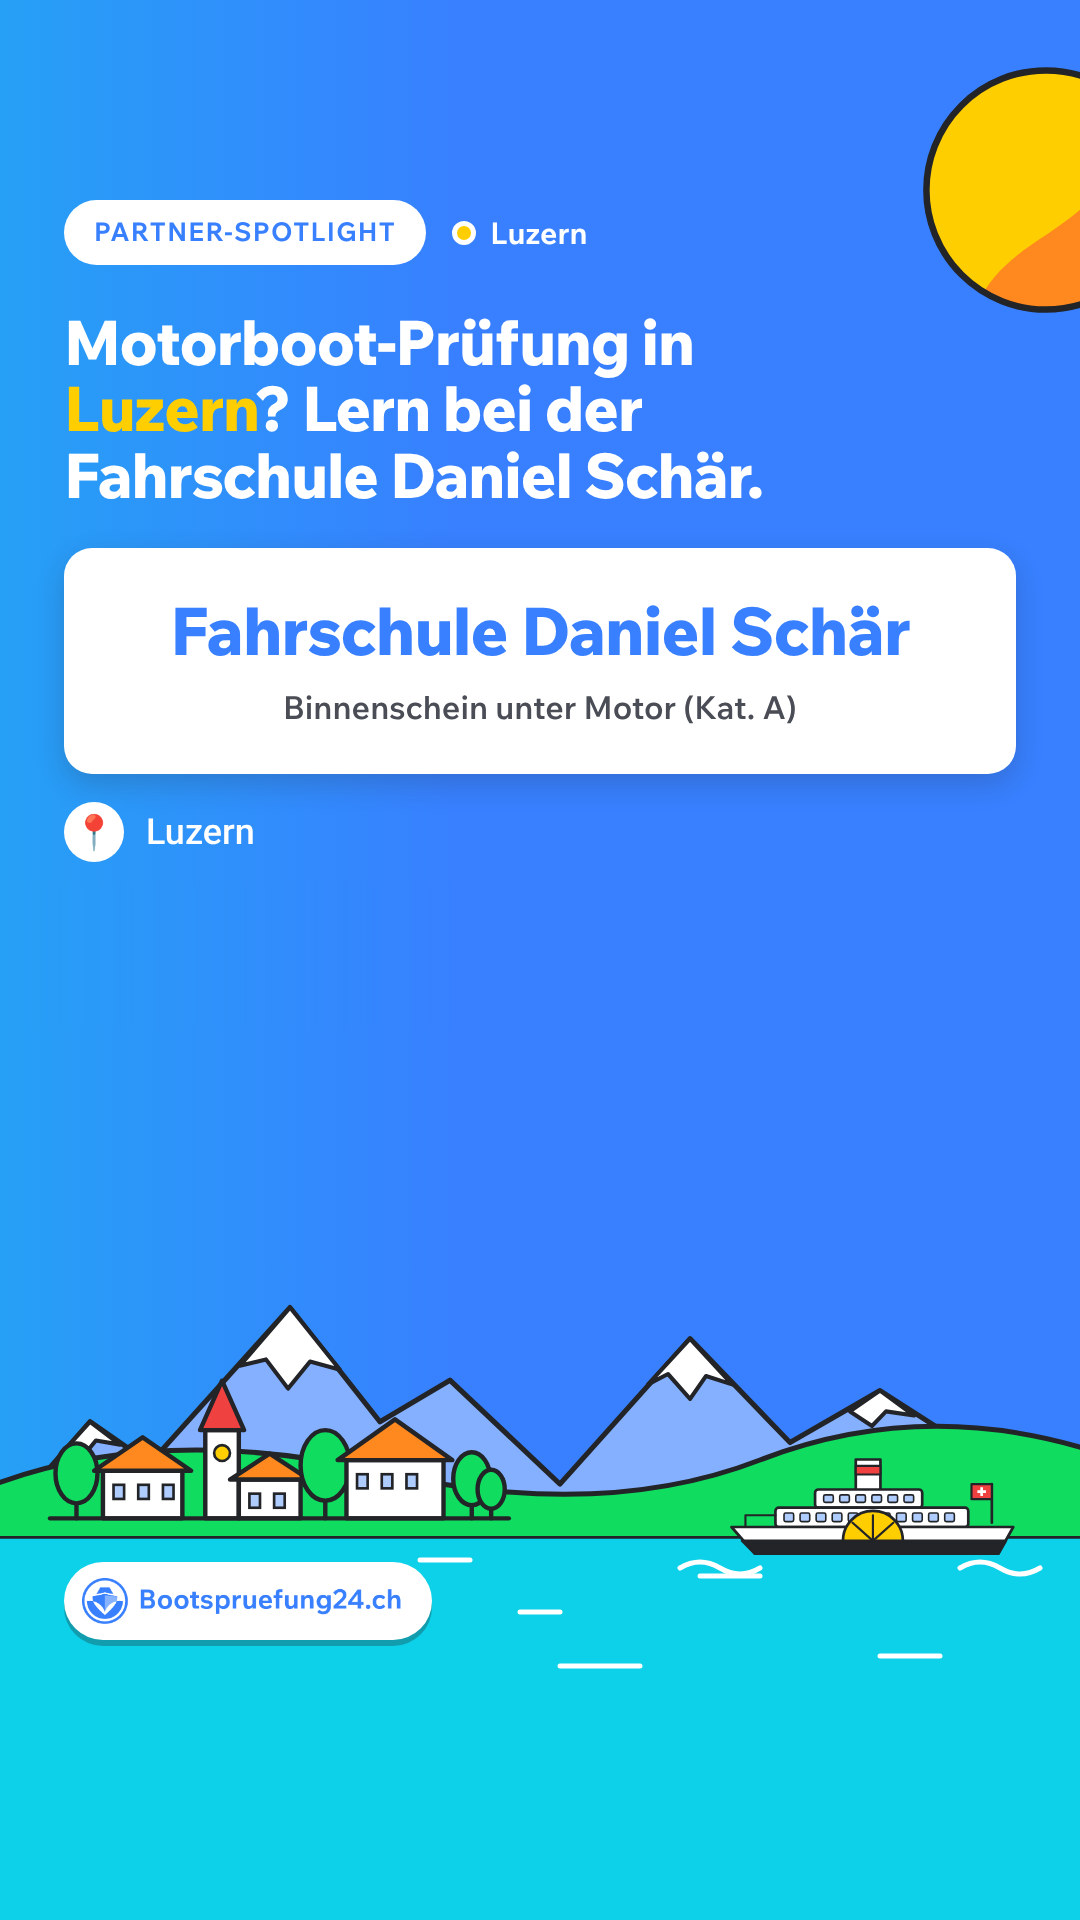 PARTNER-SPOTLIGHT
Luzern
Motorboot-Prüfung in
Luzern? Lern bei der
Fahrschule Daniel Schär.
Fahrschule Daniel Schär
Binnenschein unter Motor (Kat. A)
Luzern
Bootspruefung24.ch